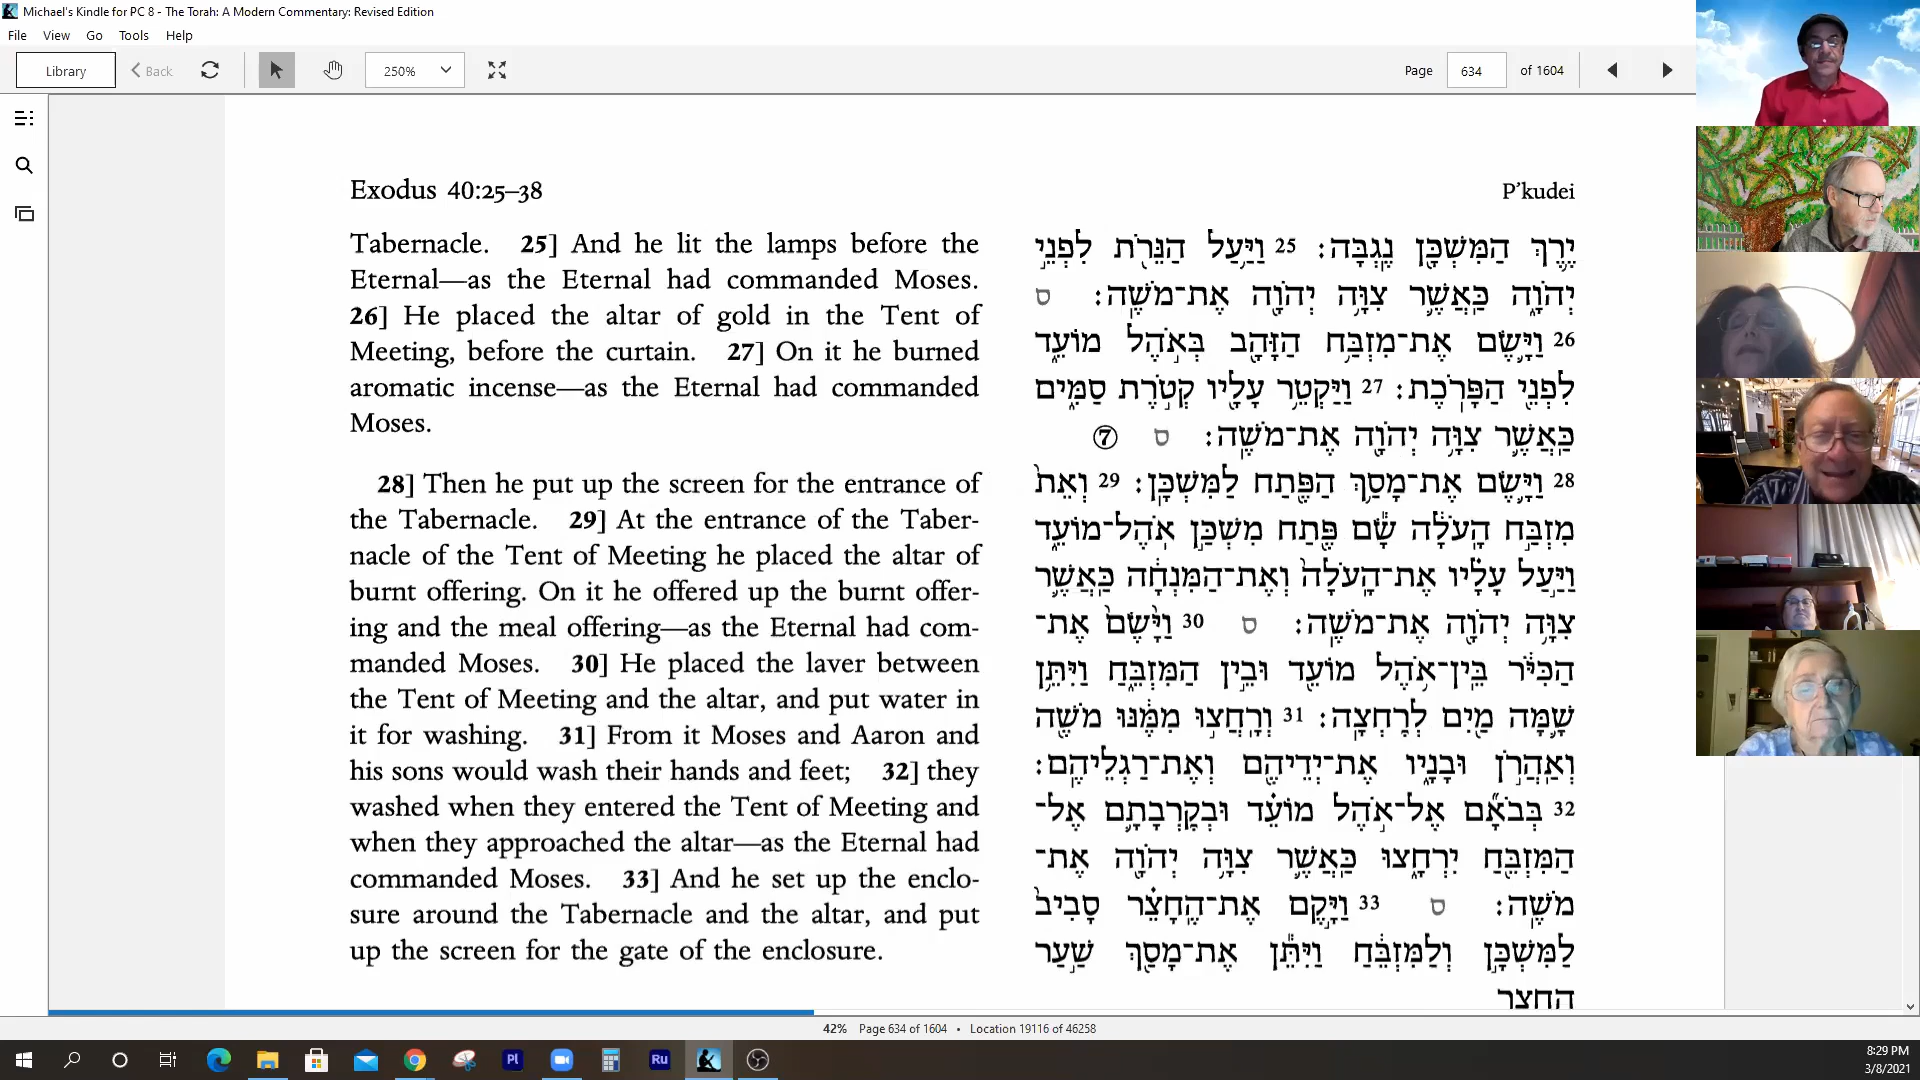 Michael's Kindle for PC 8 - The Torah: A Modern Commentary: Revised Edition
File View Go Tools Help
Library Back 250% Page 634 of 1604
Exodus 40:25–38
P'kudei
Tabernacle. 25] And he lit the lamps before the
Eternal—as the Eternal had commanded Moses.
26] He placed the altar of gold in the Tent of
Meeting, before the curtain. 27] On it he burned
aromatic incense—as the Eternal had commanded
Moses.
28] Then he put up the screen for the entrance of
the Tabernacle. 29] At the entrance of the Taber-
nacle of the Tent of Meeting he placed the altar of
burnt offering. On it he offered up the burnt offer-
ing and the meal offering—as the Eternal had com-
manded Moses. 30] He placed the laver between
the Tent of Meeting and the altar, and put water in
it for washing. 31] From it Moses and Aaron and
his sons would wash their hands and feet; 32] they
washed when they entered the Tent of Meeting and
when they approached the altar—as the Eternal had
commanded Moses. 33] And he set up the enclo-
sure around the Tabernacle and the altar, and put
up the screen for the gate of the enclosure.
יֶ֥רֶךְ הַמִּשְׁכָּ֖ן נֶֽגְבָּה׃ 25 וַיַּ֥עַל הַנֵּרֹ֖ת לִפְנֵ֣י
יְהֹוָ֑ה כַּֽאֲשֶׁ֛ר צִוָּ֥ה יְהֹוָ֖ה אֶת־מֹשֶֽׁה׃ ס
26 וַיָּ֛שֶׂם אֶת־מִזְבַּ֥ח הַזָּהָ֖ב בְּאֹ֣הֶל מוֹעֵ֑ד
לִפְנֵ֖י הַפָּרֹֽכֶת׃ 27 וַיַּקְטֵ֥ר עָלָ֖יו קְטֹ֣רֶת סַמִּ֑ים
כַּֽאֲשֶׁ֛ר צִוָּ֥ה יְהֹוָ֖ה אֶת־מֹשֶֽׁה׃ ס ⑦
28 וַיָּ֛שֶׂם אֶת־מָסַ֥ךְ הַפֶּ֖תַח לַמִּשְׁכָּֽן׃ 29 וְאֵת֙
מִזְבַּ֣ח הָֽעֹלָ֔ה שָׂ֕ם פֶּ֖תַח מִשְׁכַּ֣ן אֹֽהֶל־מוֹעֵ֑ד
וַיַּ֣עַל עָלָ֗יו אֶת־הָֽעֹלָה֙ וְאֶת־הַמִּנְחָ֔ה כַּֽאֲשֶׁ֛ר
צִוָּ֥ה יְהֹוָ֖ה אֶת־מֹשֶֽׁה׃ ס 30 וַיָּ֙שֶׂם֙ אֶת־
הַכִּיֹּ֔ר בֵּֽין־אֹ֥הֶל מוֹעֵ֖ד וּבֵ֣ין הַמִּזְבֵּ֑חַ וַיִּתֵּ֥ן
שָׁ֛מָּה מַ֖יִם לְרָחְצָֽה׃ 31 וְרָֽחֲצ֣וּ מִמֶּ֔נּוּ מֹשֶׁ֖ה
וְאַֽהֲרֹ֣ן וּבָנָ֑יו אֶת־יְדֵיהֶ֖ם וְאֶת־רַגְלֵיהֶֽם׃
32 בְּבֹאָ֞ם אֶל־אֹ֣הֶל מוֹעֵ֗ד וּבְקׇרְבָתָ֛ם אֶל־
הַמִּזְבֵּ֖חַ יִרְחָ֑צוּ כַּֽאֲשֶׁ֛ר צִוָּ֥ה יְהֹוָ֖ה אֶת־
מֹשֶֽׁה׃ ס 33 וַיָּ֣קֶם אֶת־הֶֽחָצֵ֗ר סָבִיב֙
לַמִּשְׁכָּ֣ן וְלַמִּזְבֵּ֔חַ וַיִּתֵּ֕ן אֶת־מָסַ֖ךְ שַׁ֣עַר
החצר
42% Page 634 of 1604 • Location 19116 of 46258
Pl Ru
8:29 PM
3/8/2021